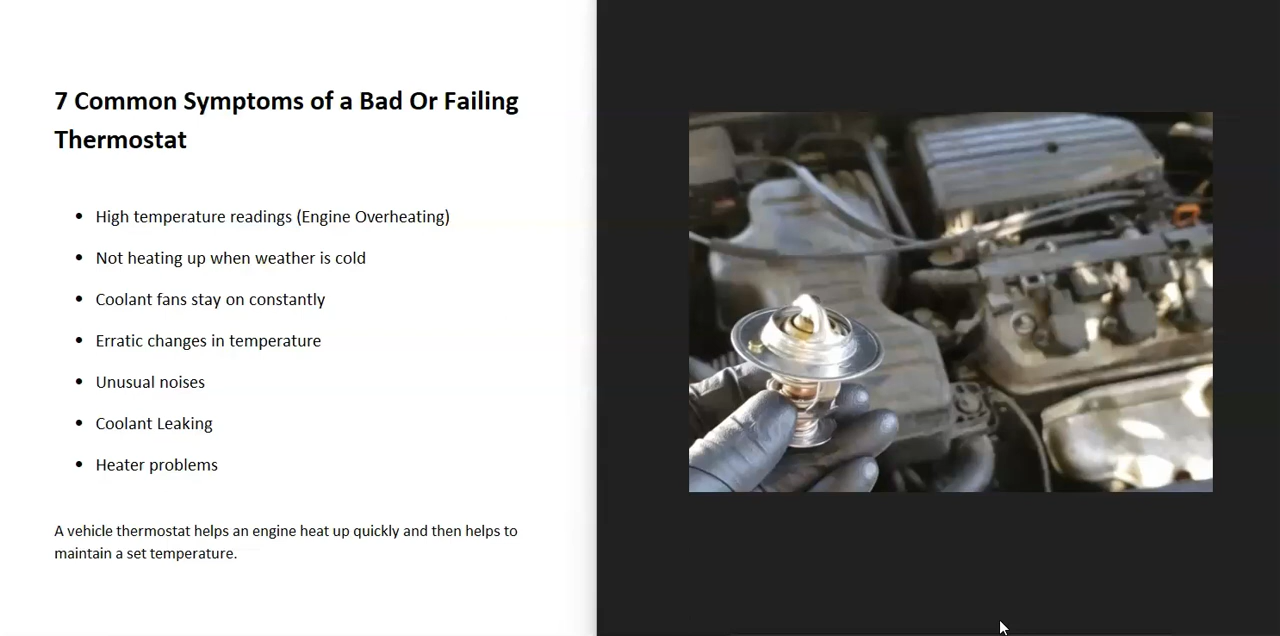 7 Common Symptoms of a Bad Or Failing
Thermostat
• High temperature readings (Engine Overheating)
• Not heating up when weather is cold
• Coolant fans stay on constantly
• Erratic changes in temperature
• Unusual noises
• Coolant Leaking
• Heater problems
A vehicle thermostat helps an engine heat up quickly and then helps to
maintain a set temperature.